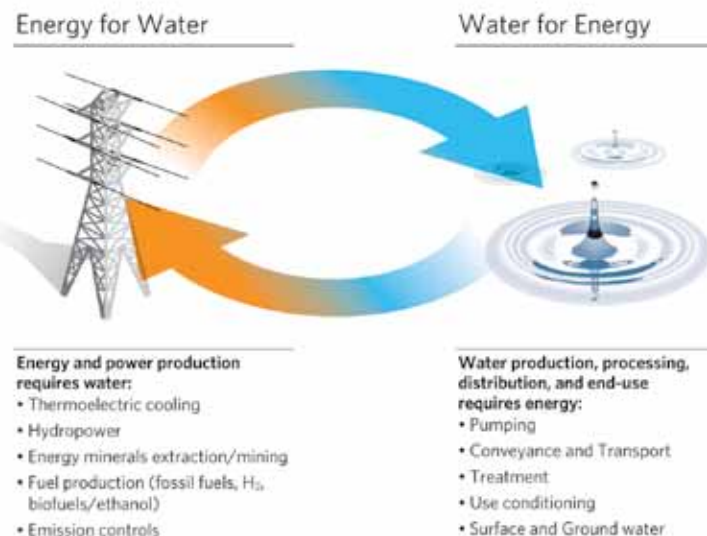 Energy for Water
Water for Energy
Energy and power production
requires water:
• Thermoelectric cooling
• Hydropower
• Energy minerals extraction/mining
• Fuel production (fossil fuels, H₂,
biofuels/ethanol)
• Emission controls
Water production, processing,
distribution, and end-use
requires energy:
• Pumping
• Conveyance and Transport
• Treatment
• Use conditioning
• Surface and Ground water